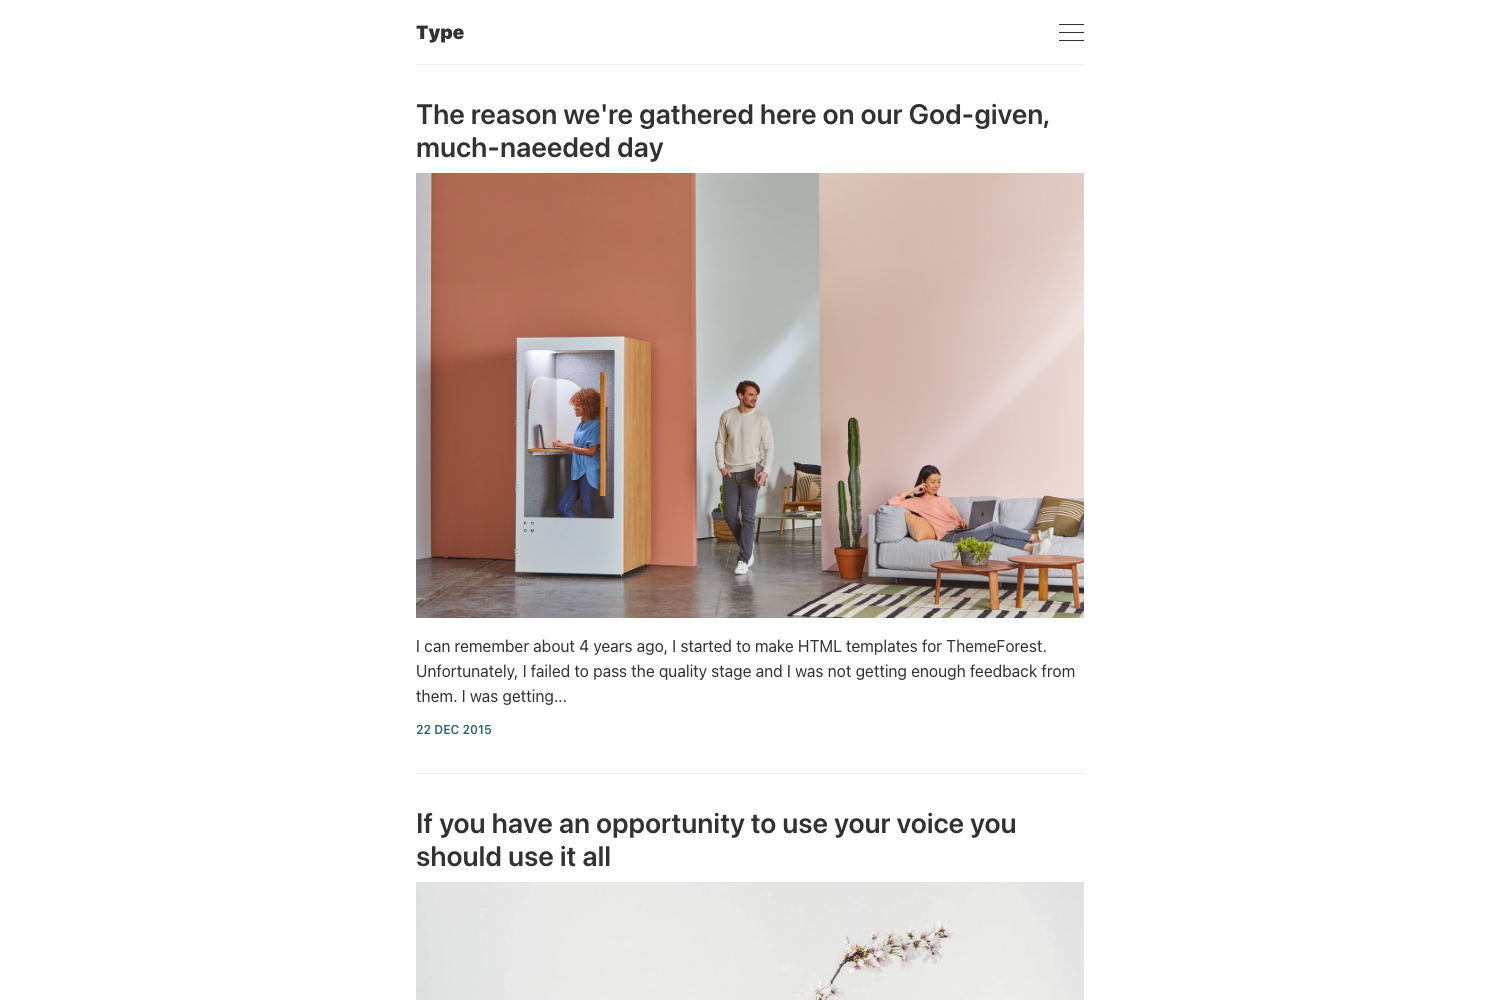 Type
The reason we're gathered here on our God-given,
much-naeeded day
I can remember about 4 years ago, I started to make HTML templates for ThemeForest.
Unfortunately, I failed to pass the quality stage and I was not getting enough feedback from
them. I was getting...
22 DEC 2015
If you have an opportunity to use your voice you
should use it all